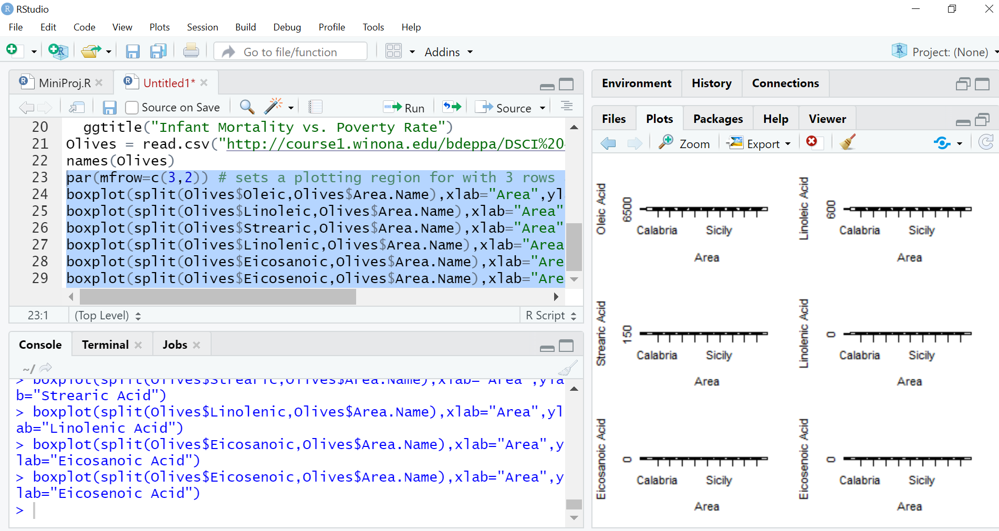 RStudio
File Edit Code View Plots Session Build Debug Profile Tools Help
Go to file/function Addins Project: (None)
MiniProj.R Untitled1*
Source on Save Run Source
20 ggtitle("Infant Mortality vs. Poverty Rate")
21 Olives = read.csv("http://course1.winona.edu/bdeppa/DSCI%20
22 names(Olives)
23 par(mfrow=c(3,2)) # sets a plotting region for with 3 rows
24 boxplot(split(Olives$Oleic,Olives$Area.Name),xlab="Area",yl
25 boxplot(split(Olives$Linoleic,Olives$Area.Name),xlab="Area"
26 boxplot(split(Olives$Strearic,Olives$Area.Name),xlab="Area"
27 boxplot(split(Olives$Linolenic,Olives$Area.Name),xlab="Area
28 boxplot(split(Olives$Eicosanoic,Olives$Area.Name),xlab="Are
29 boxplot(split(Olives$Eicosenoic,Olives$Area.Name),xlab="Are
23:1 (Top Level) R Script
Console Terminal Jobs
~/
> boxplot(split(Olives$Strearic,Olives$Area.Name),xlab="Area",yla
b="Strearic Acid")
> boxplot(split(Olives$Linolenic,Olives$Area.Name),xlab="Area",yl
ab="Linolenic Acid")
> boxplot(split(Olives$Eicosanoic,Olives$Area.Name),xlab="Area",y
lab="Eicosanoic Acid")
> boxplot(split(Olives$Eicosenoic,Olives$Area.Name),xlab="Area",y
lab="Eicosenoic Acid")
>
Environment History Connections
Files Plots Packages Help Viewer
Zoom Export
Oleic Acid
6500
Calabria Sicily
Area
Linoleic Acid
600
Calabria Sicily
Area
Strearic Acid
150
Calabria Sicily
Area
Linolenic Acid
0
Calabria Sicily
Area
Eicosanoic Acid
0
Calabria Sicily
Area
Eicosenoic Acid
0
Calabria Sicily
Area